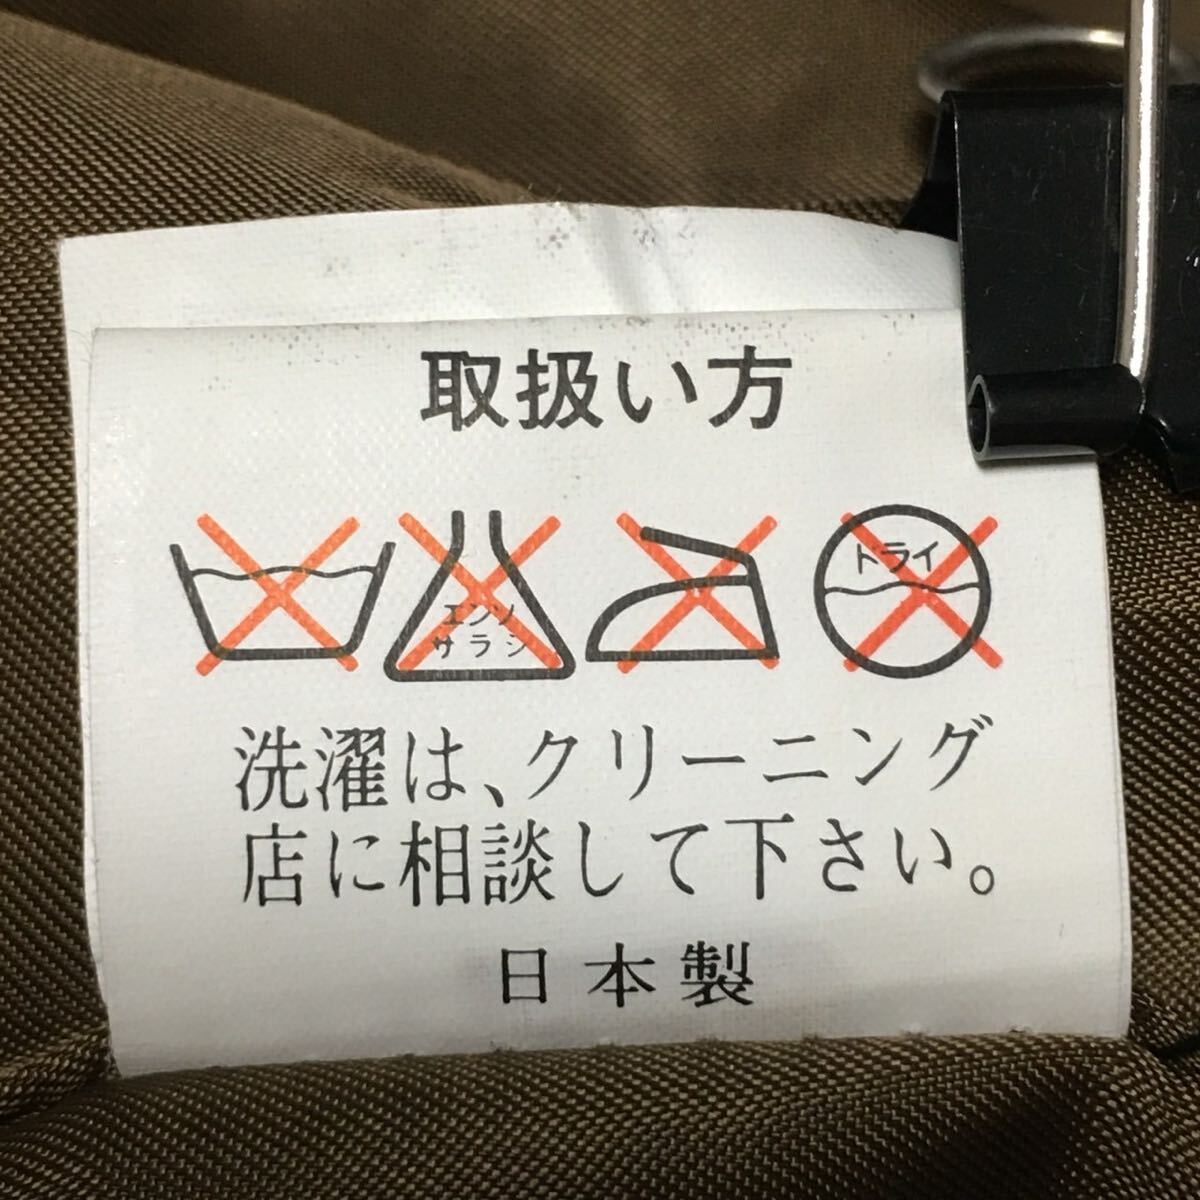 取扱い方
エンソ
サラシ
ドライ
洗濯は、クリーニング
店に相談して下さい。
日本製